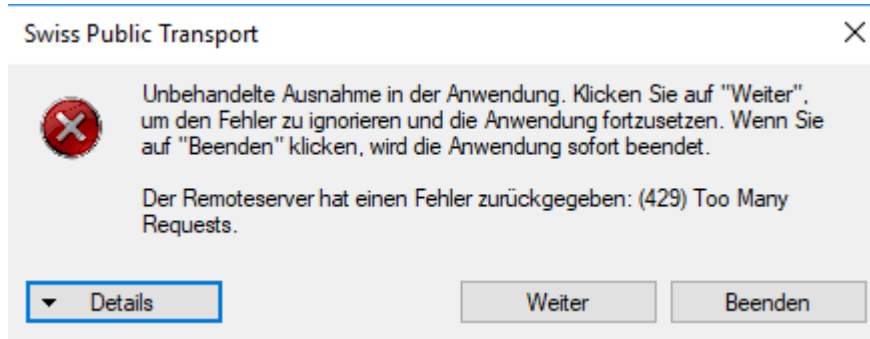 Swiss Public Transport
Unbehandelte Ausnahme in der Anwendung. Klicken Sie auf "Weiter",
um den Fehler zu ignorieren und die Anwendung fortzusetzen. Wenn Sie
auf "Beenden" klicken, wird die Anwendung sofort beendet.
Der Remoteserver hat einen Fehler zurückgegeben: (429) Too Many
Requests.
Details
Weiter
Beenden